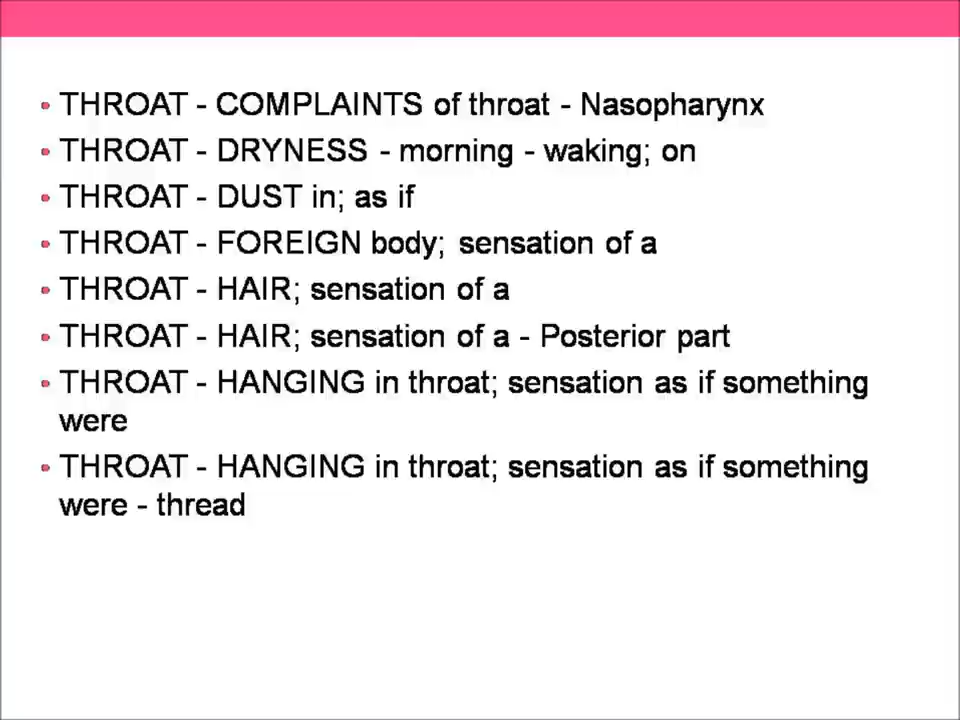 • THROAT - COMPLAINTS of throat - Nasopharynx
• THROAT - DRYNESS - morning - waking; on
• THROAT - DUST in; as if
• THROAT - FOREIGN body; sensation of a
• THROAT - HAIR; sensation of a
• THROAT - HAIR; sensation of a - Posterior part
• THROAT - HANGING in throat; sensation as if something
were
• THROAT - HANGING in throat; sensation as if something
were - thread